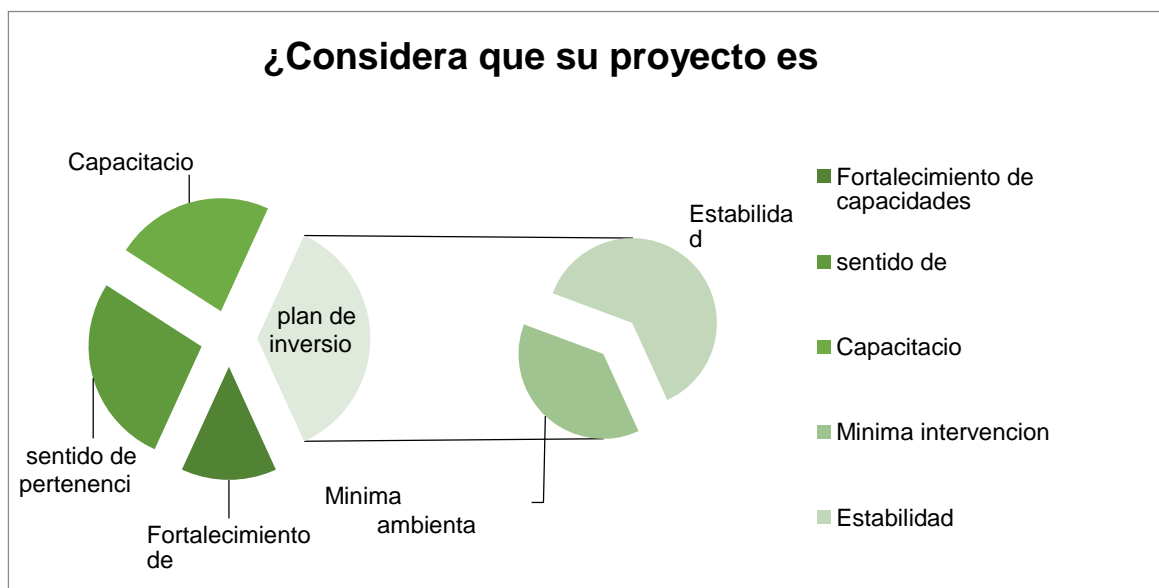 ¿Considera que su proyecto es
Capacitacio
Estabilida
d
plan de
inversio
sentido de
pertenenci
Fortalecimiento
de
Minima
ambienta
Fortalecimiento de
capacidades
sentido de
Capacitacio
Minima intervencion
Estabilidad